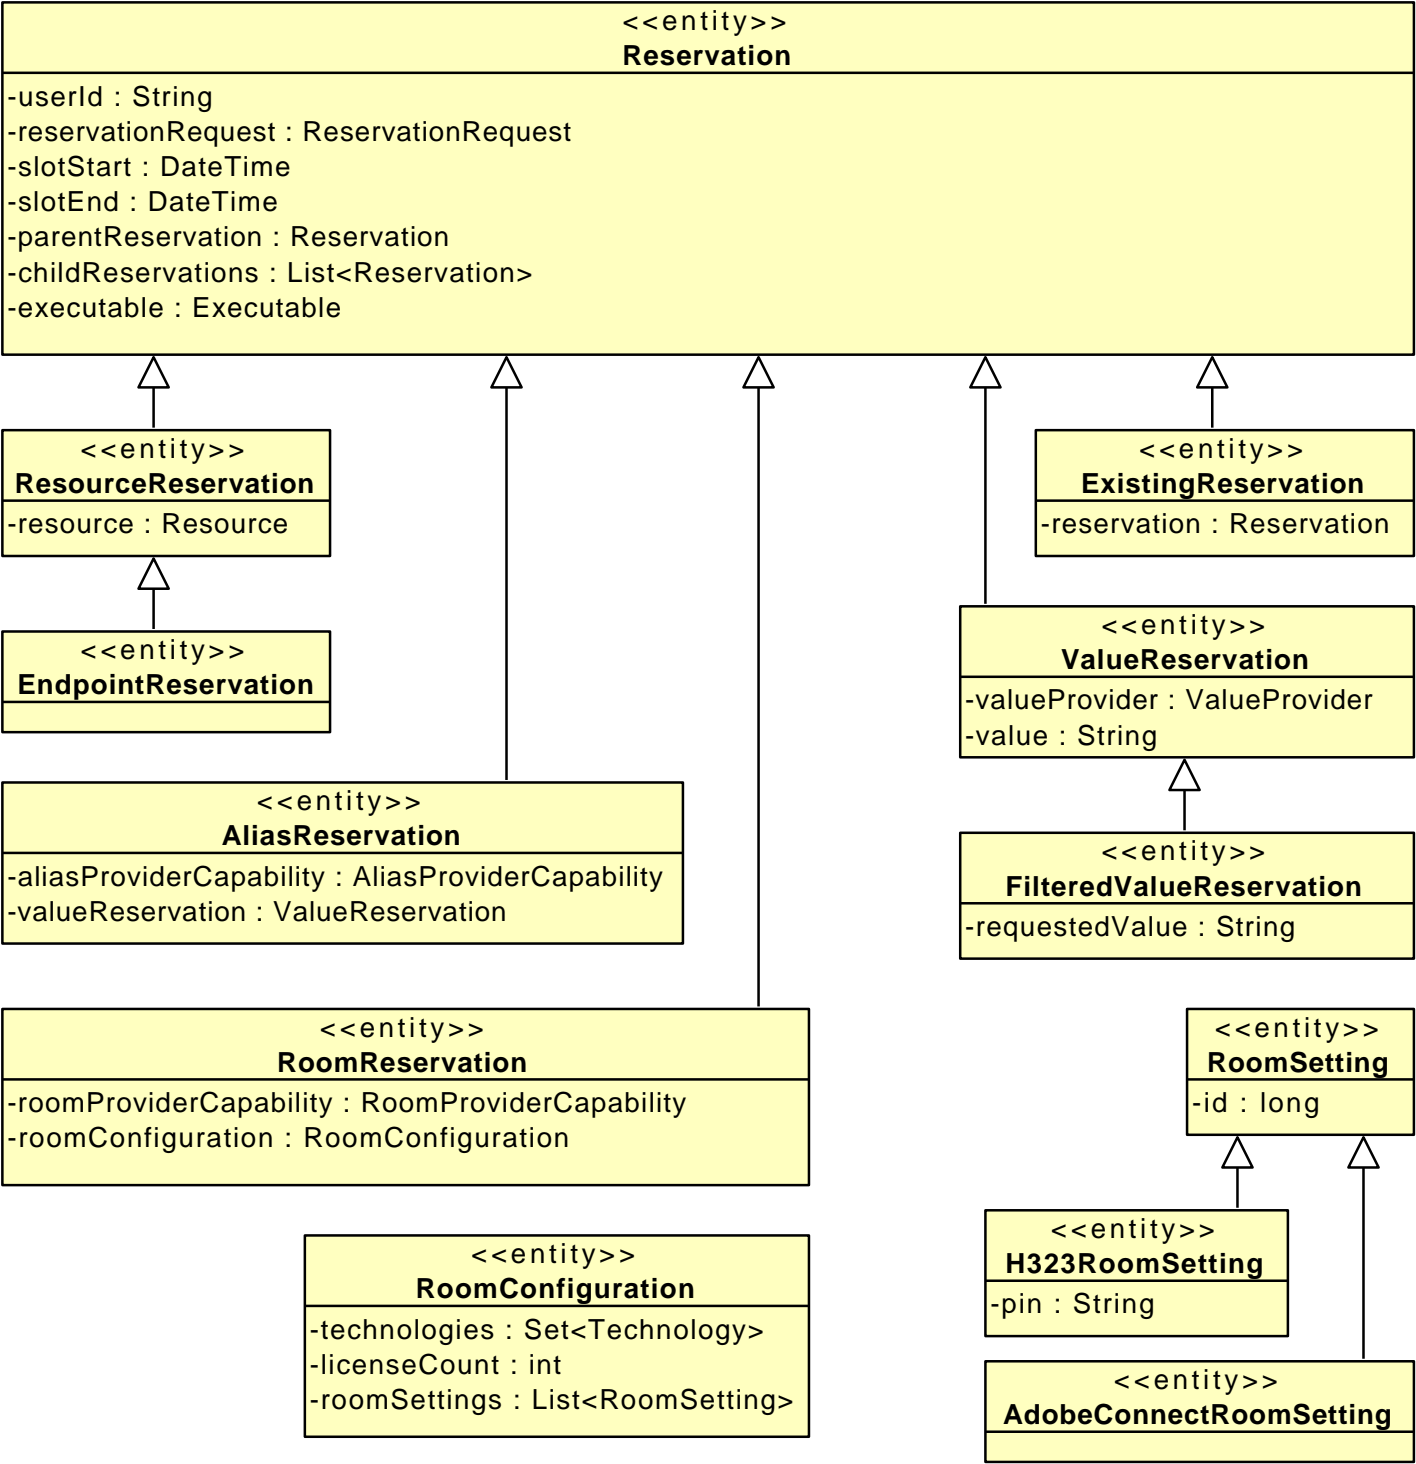 <<entity>>
Reservation
-userId : String
-reservationRequest : ReservationRequest
-slotStart : DateTime
-slotEnd : DateTime
-parentReservation : Reservation
-childReservations : List<Reservation>
-executable : Executable
<<entity>>
ResourceReservation
-resource : Resource
<<entity>>
ExistingReservation
-reservation : Reservation
<<entity>>
EndpointReservation
<<entity>>
ValueReservation
-valueProvider : ValueProvider
-value : String
<<entity>>
AliasReservation
-aliasProviderCapability : AliasProviderCapability
-valueReservation : ValueReservation
<<entity>>
FilteredValueReservation
-requestedValue : String
<<entity>>
RoomReservation
-roomProviderCapability : RoomProviderCapability
-roomConfiguration : RoomConfiguration
<<entity>>
RoomSetting
-id : long
<<entity>>
RoomConfiguration
-technologies : Set<Technology>
-licenseCount : int
-roomSettings : List<RoomSetting>
<<entity>>
H323RoomSetting
-pin : String
<<entity>>
AdobeConnectRoomSetting